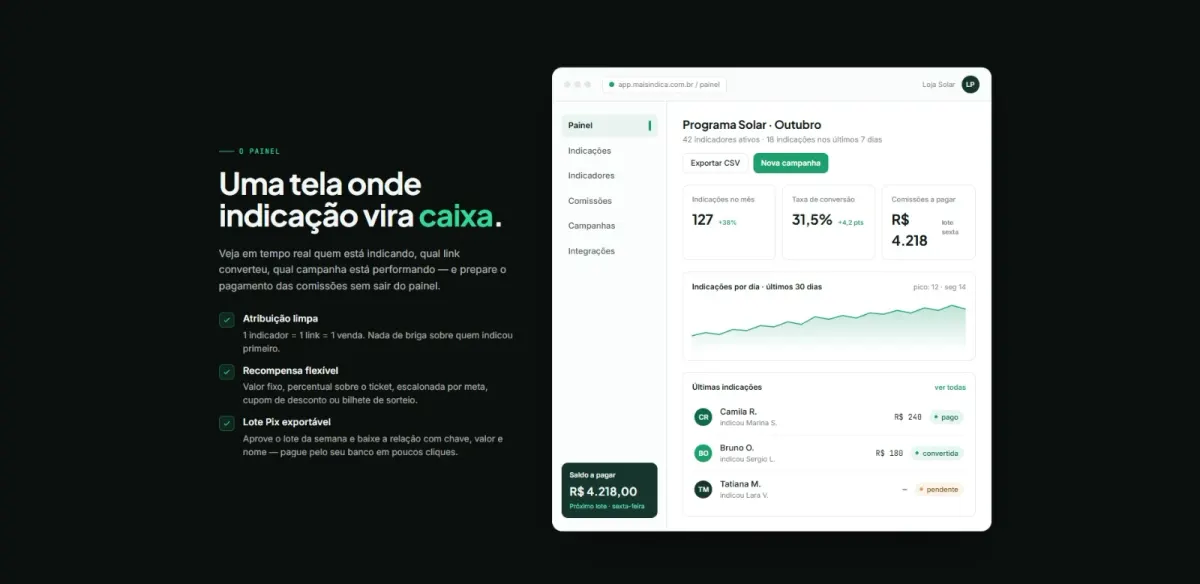 O PAINEL
Uma tela onde
indicação vira caixa.
Veja em tempo real quem está indicando, qual link
converteu, qual campanha está performando — e prepare o
pagamento das comissões sem sair do painel.
Atribuição limpa
1 indicador = 1 link = 1 venda. Nada de briga sobre quem indicou
primeiro.
Recompensa flexível
Valor fixo, percentual sobre o ticket, escalonada por meta,
cupom de desconto ou bilhete de sorteio.
Lote Pix exportável
Aprove o lote da semana e baixe a relação com chave, valor e
nome — pague pelo seu banco em poucos cliques.
app.maisindica.com.br / painel
Loja Solar
LP
Painel
Indicações
Indicadores
Comissões
Campanhas
Integrações
Saldo a pagar
R$ 4.218,00
Próximo lote · sexta-feira
Programa Solar · Outubro
42 indicadores ativos · 18 indicações nos últimos 7 dias
Exportar CSV
Nova campanha
Indicações no mês
127 +38%
Taxa de conversão
31,5% +4,2 pts
Comissões a pagar
R$
4.218
lote
sexta
Indicações por dia · últimos 30 dias
pico: 12 · seg 14
Últimas indicações
ver todas
CR
Camila R.
indicou Marina S.
R$ 240
pago
BO
Bruno O.
indicou Sergio L.
R$ 180
convertida
TM
Tatiana M.
indicou Lara V.
—
pendente